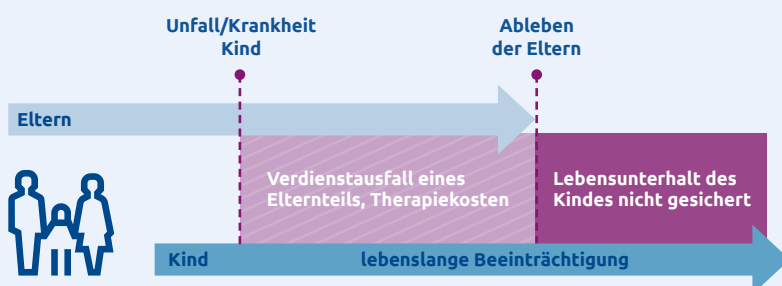 Unfall/Krankheit
Kind
Ableben
der Eltern
Eltern
Verdienstausfall eines
Elternteils, Therapiekosten
Lebensunterhalt des
Kindes nicht gesichert
Kind
lebenslange Beeinträchtigung